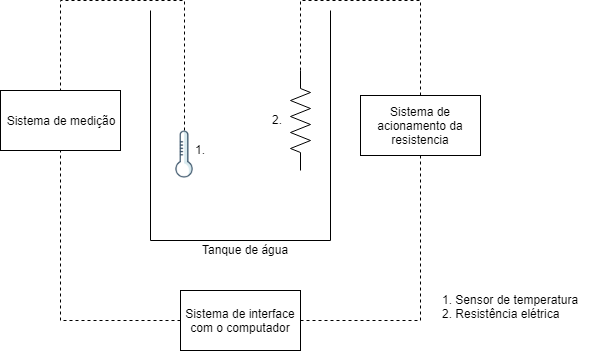 Sistema de medição
1.
2.
Sistema de
acionamento da
resistencia
Tanque de água
Sistema de interface
com o computador
1. Sensor de temperatura
2. Resistência elétrica